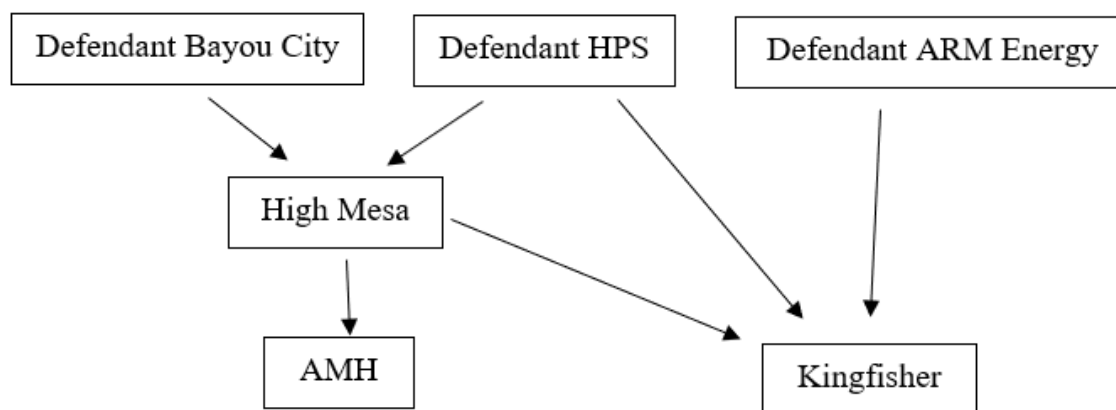 Defendant Bayou City
Defendant HPS
Defendant ARM Energy
High Mesa
AMH
Kingfisher